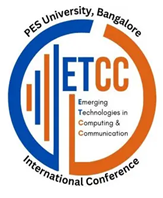 PES University, Bangalore
ETCC
Emerging
Technologies in
Computing &
Communication
International Conference